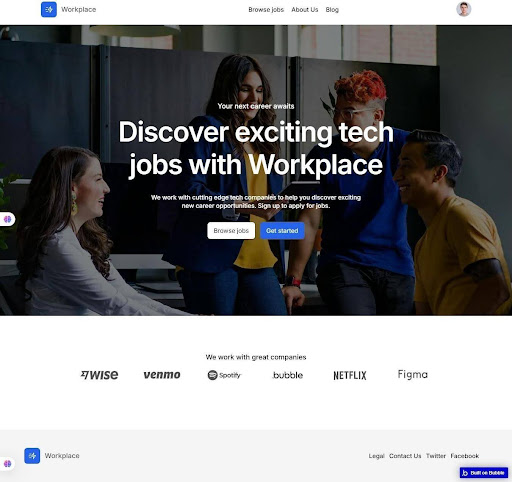 Workplace
Browse jobs About Us Blog
Your next career awaits
Discover exciting tech
jobs with Workplace
We work with cutting edge tech companies to help you discover exciting
new career opportunities. Sign up to apply for jobs.
Browse jobs
Get started
We work with great companies
WISE
venmo
Spotify
.bubble
NETFLIX
Figma
Workplace
Legal Contact Us Twitter Facebook
Built on Bubble